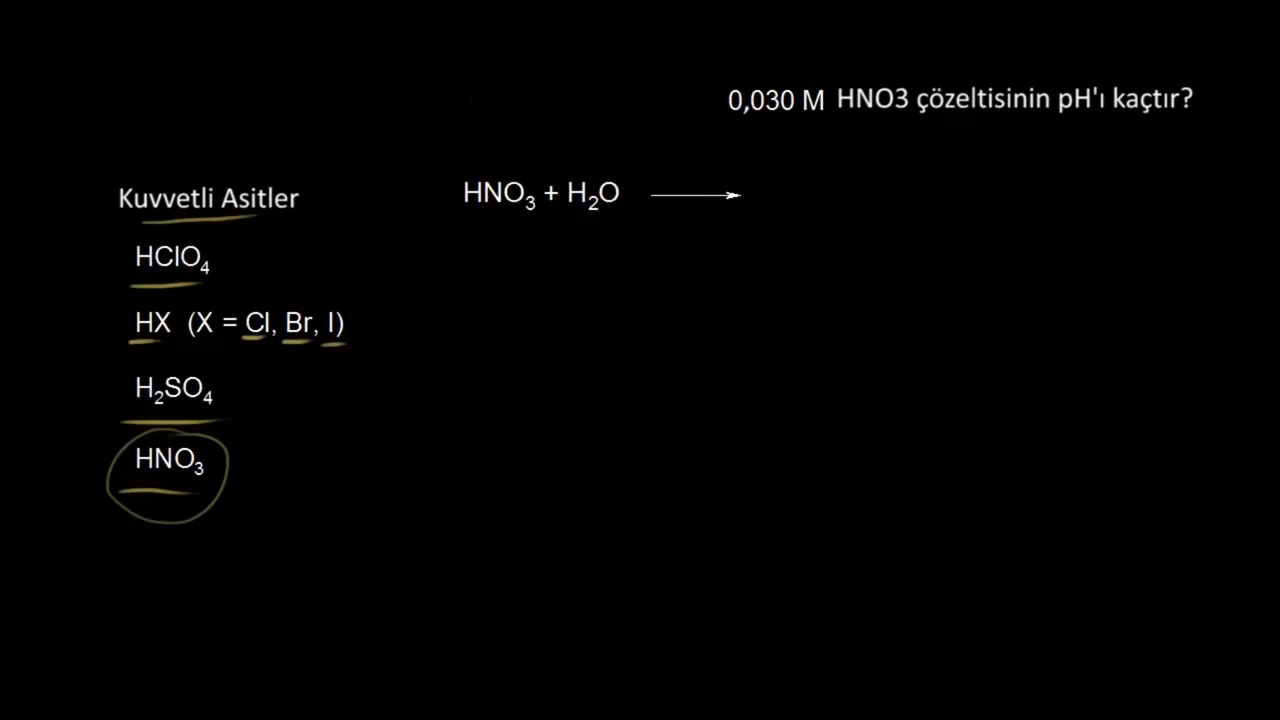 0,030 M HNO3 çözeltisinin pH'ı kaçtır?
Kuvvetli Asitler
HNO₃ + H₂O ⟶
HClO₄
HX (X = Cl, Br, I)
H₂SO₄
HNO₃